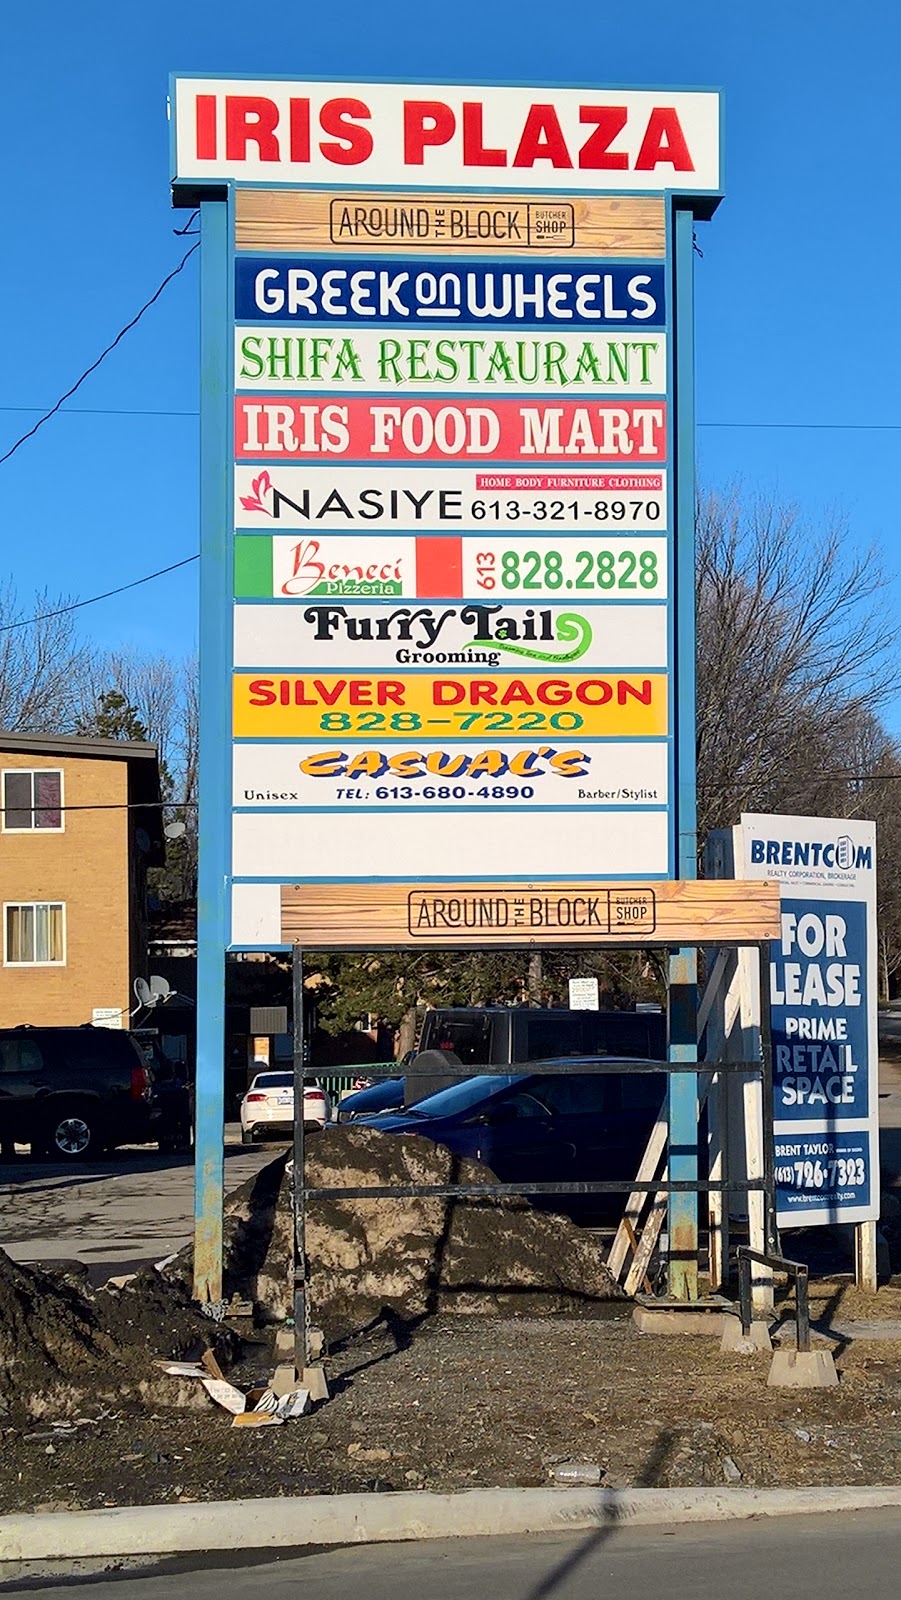 IRIS PLAZA
AROUND THE BLOCK BUTCHER SHOP
GREEK on WHEELS
SHIFA RESTAURANT
IRIS FOOD MART
HOME BODY FURNITURE CLOTHING
NASIYE 613-321-8970
Beneci Pizzeria 613 828.2828
Furry Tails
Grooming
SILVER DRAGON
828-7220
CASUAL'S
Unisex TEL: 613-680-4890 Barber/Stylist
AROUND THE BLOCK BUTCHER SHOP
BRENTCOM
REALTY CORPORATION, BROKERAGE
FOR
LEASE
PRIME
RETAIL
SPACE
BRENT TAYLOR
(613) 726-7323
www.brentcomrealty.com